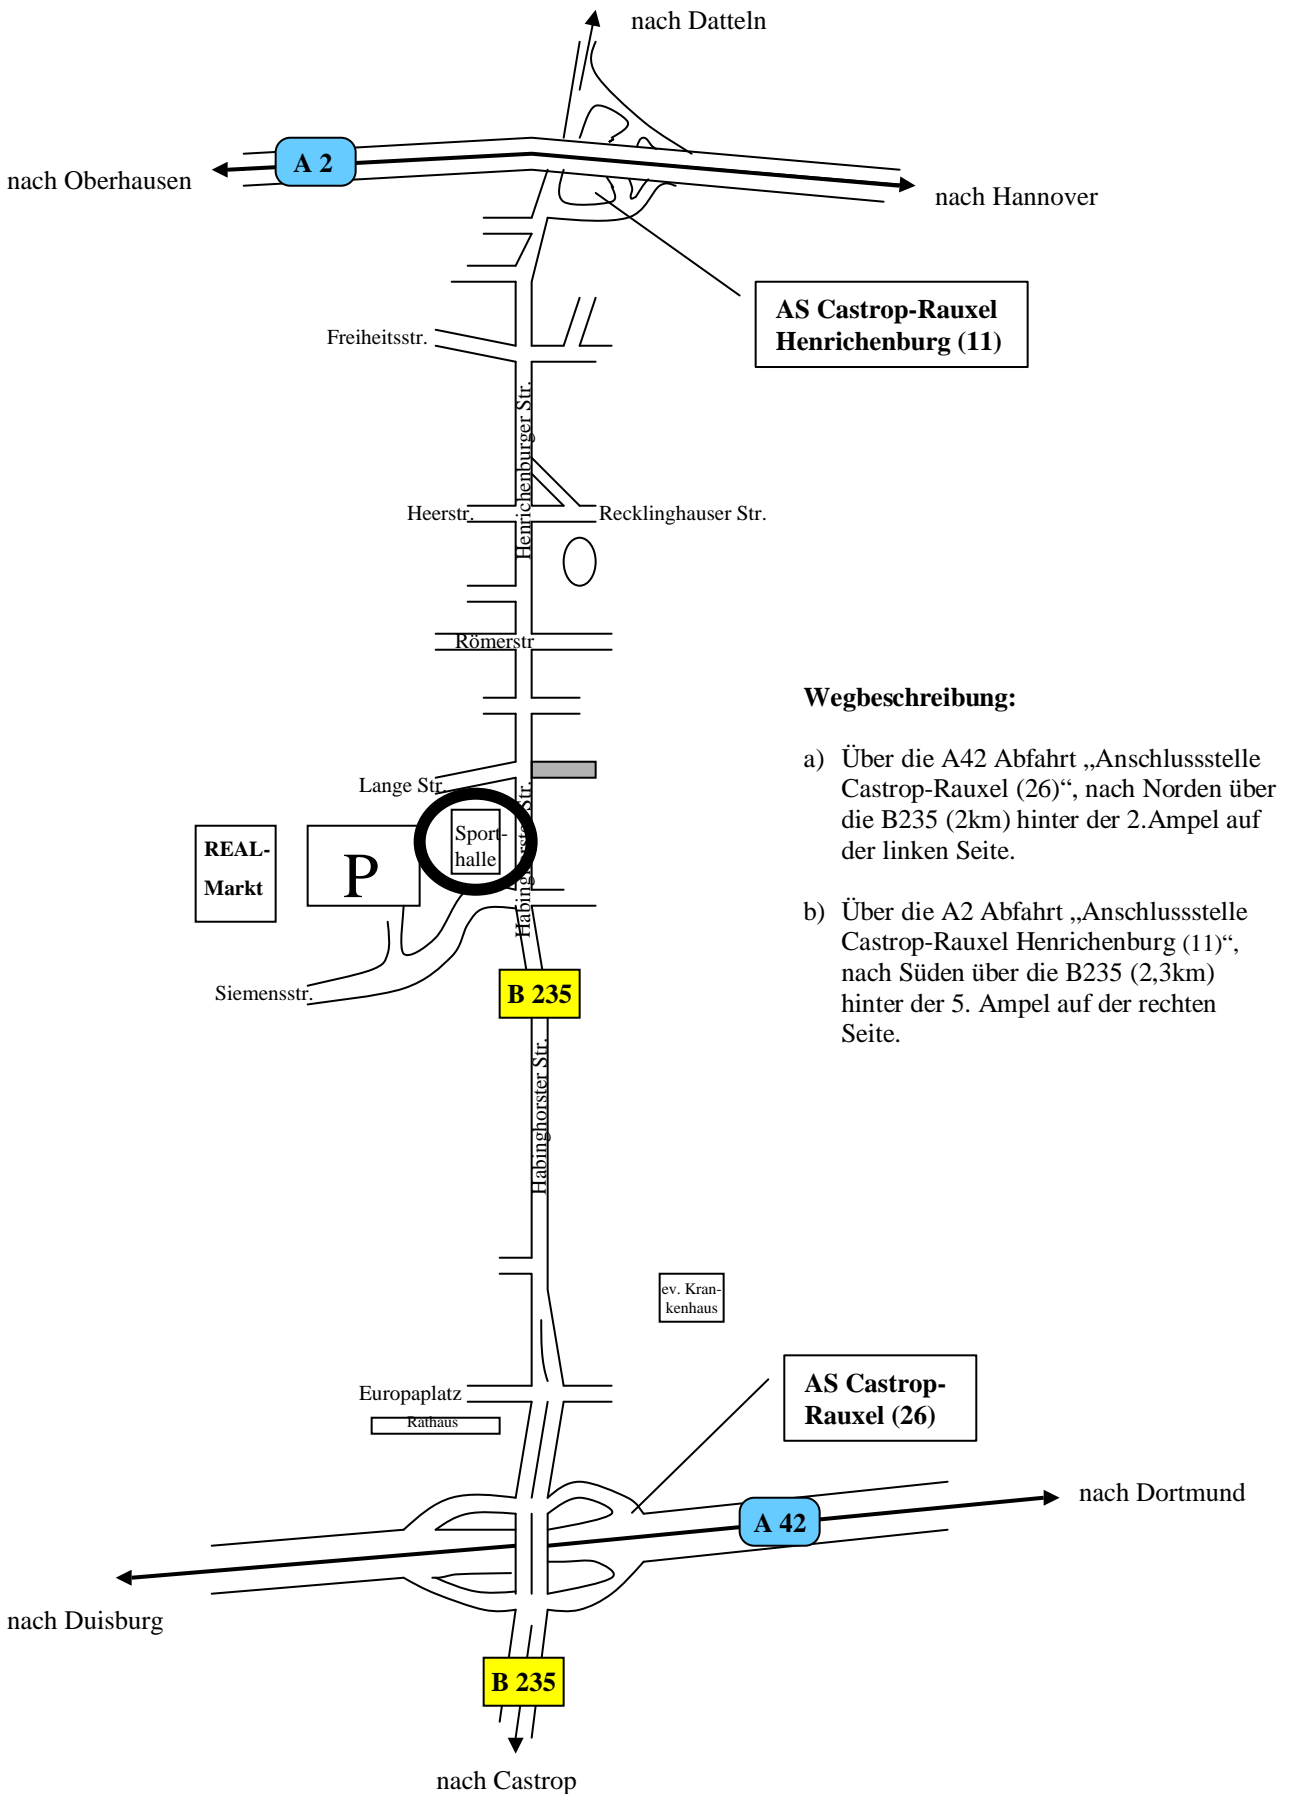 nach Datteln
A 2
nach Oberhausen
nach Hannover
AS Castrop-Rauxel
Henrichenburg (11)
Freiheitsstr.
Henrichenburger Str.
Heerstr.
Recklinghauser Str.
Römerstr
Wegbeschreibung:
a) Über die A42 Abfahrt „Anschlussstelle
Castrop-Rauxel (26)“, nach Norden über
die B235 (2km) hinter der 2.Ampel auf
der linken Seite.
b) Über die A2 Abfahrt „Anschlussstelle
Castrop-Rauxel Henrichenburg (11)“,
nach Süden über die B235 (2,3km)
hinter der 5. Ampel auf der rechten
Seite.
Lange Str.
Habinghorster Str.
Sport-
halle
REAL-
Markt
P
Siemensstr.
B 235
Habinghorster Str.
ev. Kran-
kenhaus
Europaplatz
Rathaus
AS Castrop-
Rauxel (26)
nach Dortmund
A 42
nach Duisburg
B 235
nach Castrop